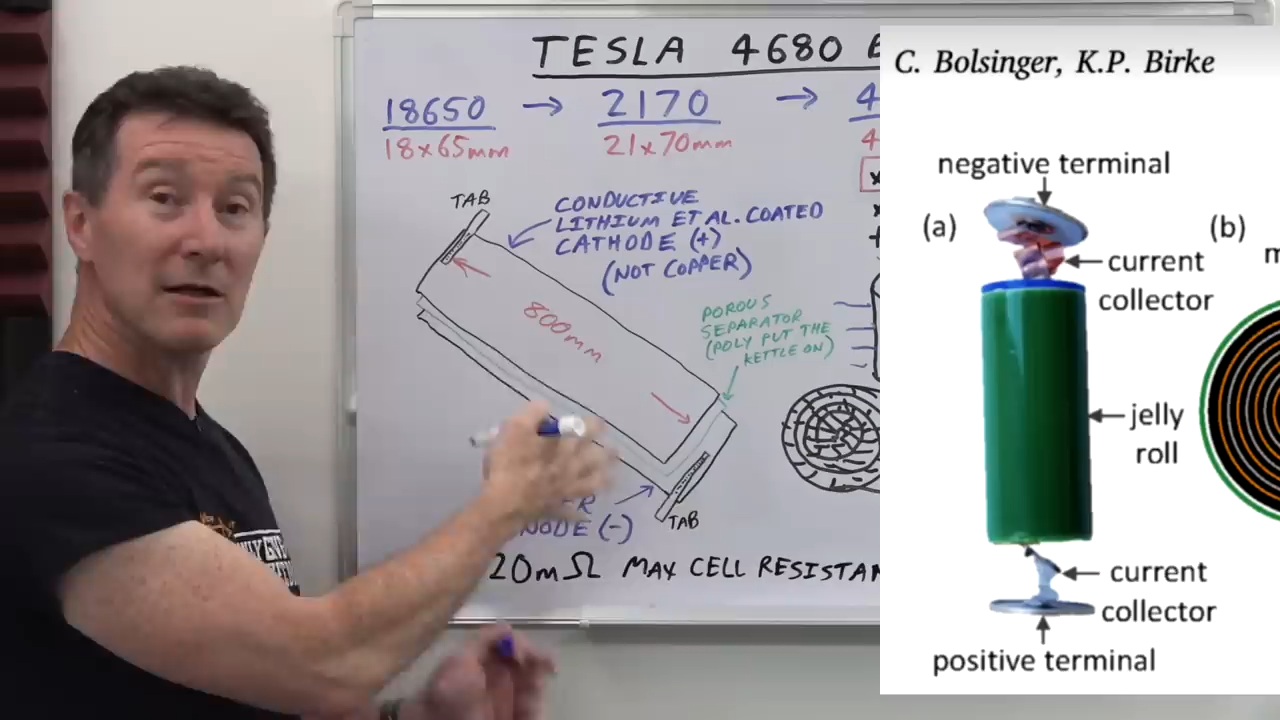 TESLA 4680
18650 → 2170 → 4
18x65mm 21x70mm 4
TAB
CONDUCTIVE
LITHIUM ET AL. COATED
CATHODE (+)
(NOT COPPER)
800mm
POROUS
SEPARATOR
(POLY PUT THE
KETTLE ON)
(-)
TAB
20mΩ MAX CELL
C. Bolsinger, K.P. Birke
negative terminal
(a)
(b)
current
collector
jelly
roll
current
collector
positive terminal